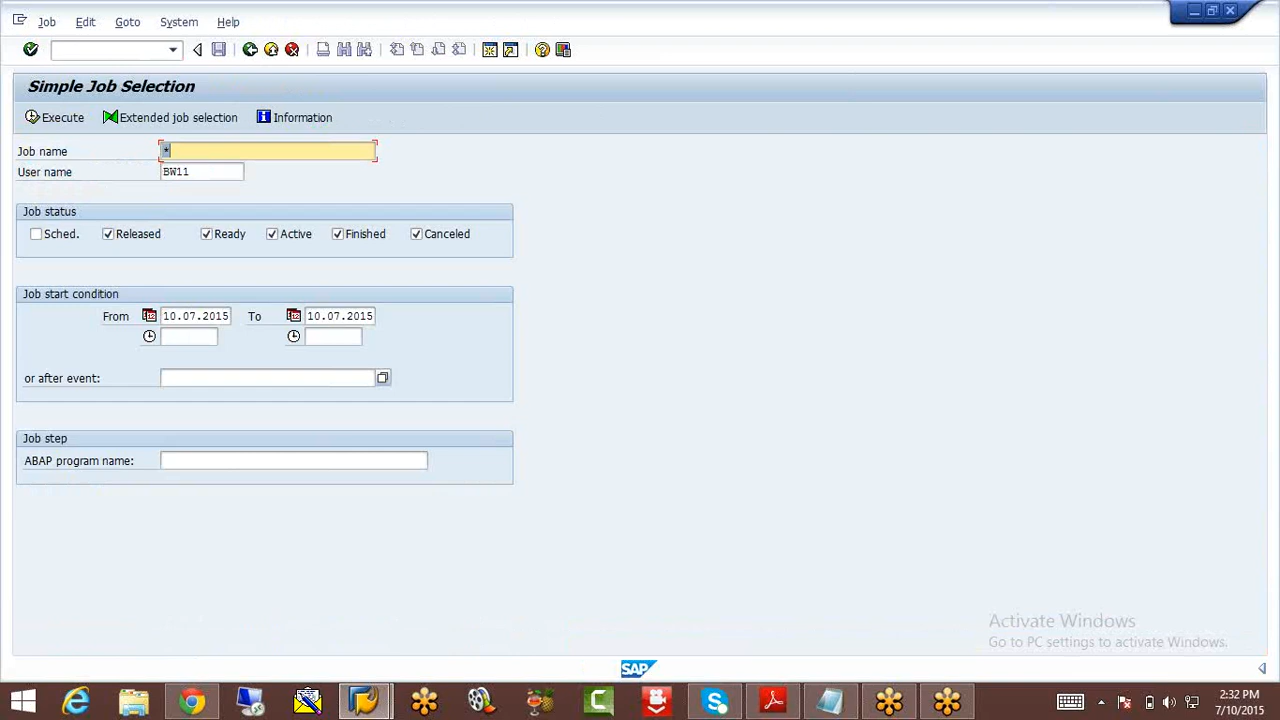 Job Edit Goto System Help
Simple Job Selection
Execute Extended job selection Information
Job name *
User name BW11
Job status
Sched. Released Ready Active Finished Canceled
Job start condition
From 10.07.2015 To 10.07.2015
or after event:
Job step
ABAP program name:
Activate Windows
Go to PC settings to activate Windows.
SAP
2:32 PM
7/10/2015